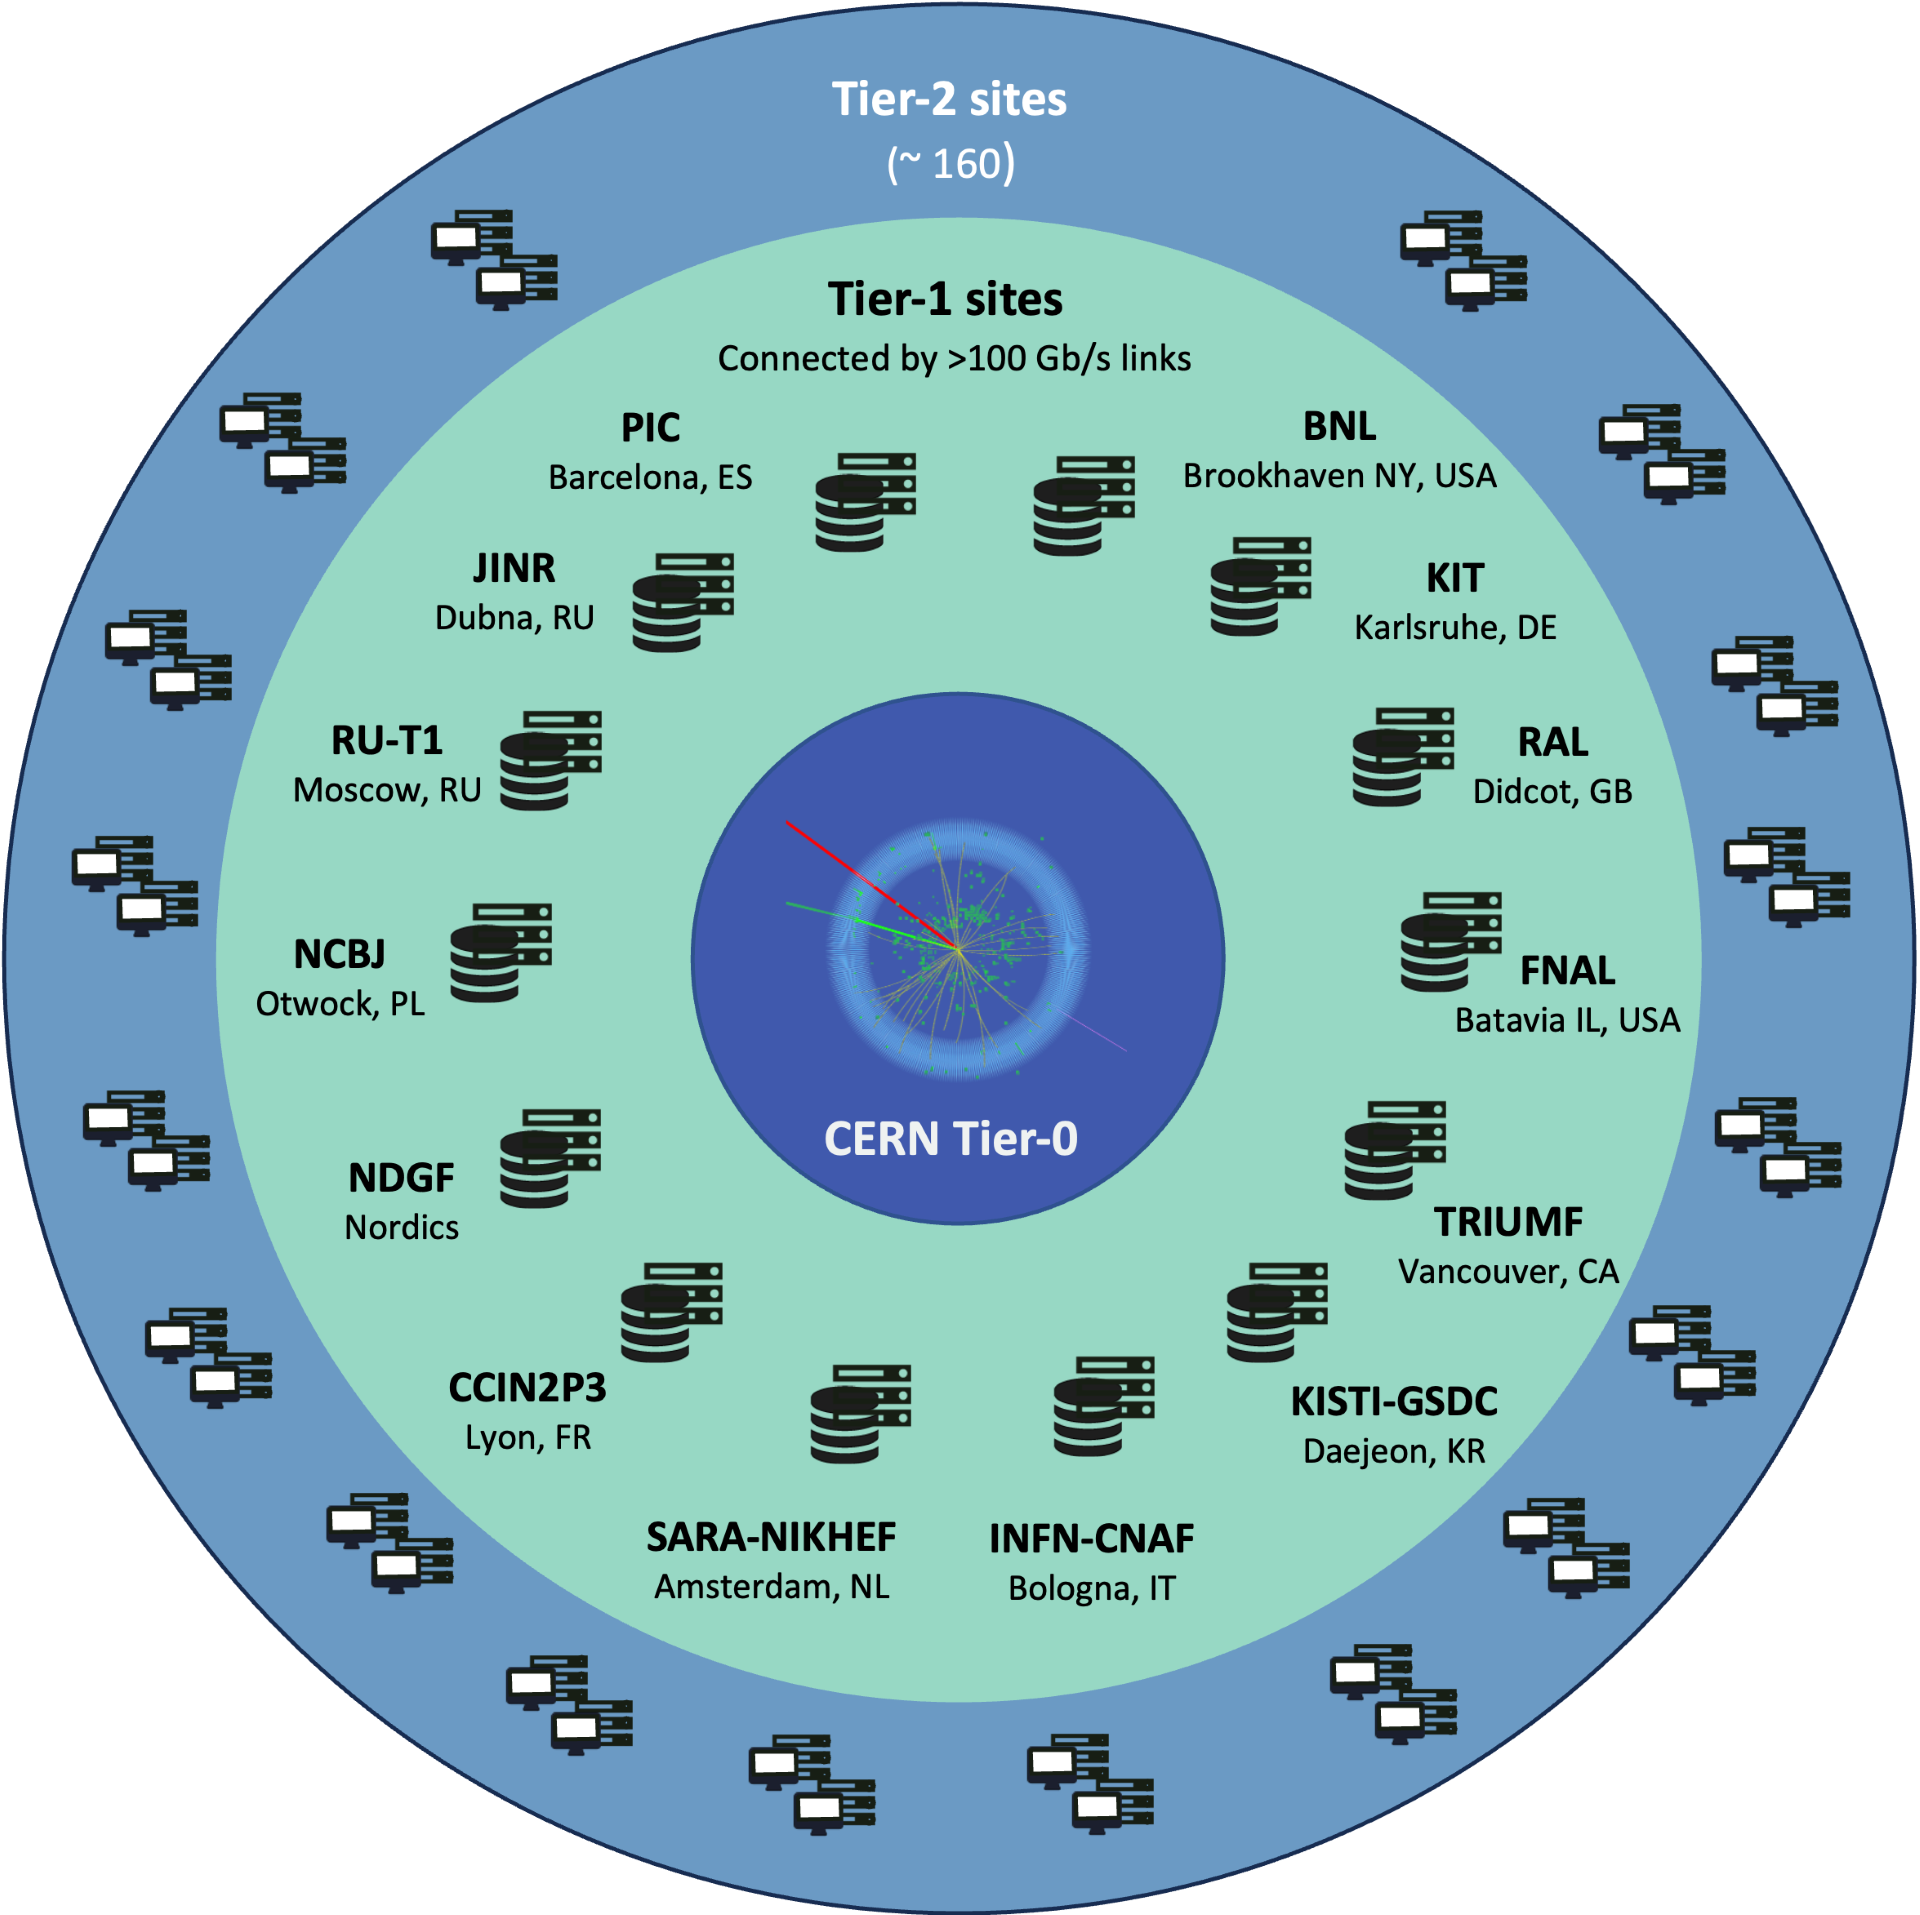 Tier-2 sites
(~ 160)
Tier-1 sites
Connected by >100 Gb/s links
PIC
Barcelona, ES
BNL
Brookhaven NY, USA
JINR
Dubna, RU
KIT
Karlsruhe, DE
RU-T1
Moscow, RU
RAL
Didcot, GB
NCBJ
Otwock, PL
FNAL
Batavia IL, USA
CERN Tier-0
NDGF
Nordics
TRIUMF
Vancouver, CA
CCIN2P3
Lyon, FR
KISTI-GSDC
Daejeon, KR
SARA-NIKHEF
Amsterdam, NL
INFN-CNAF
Bologna, IT